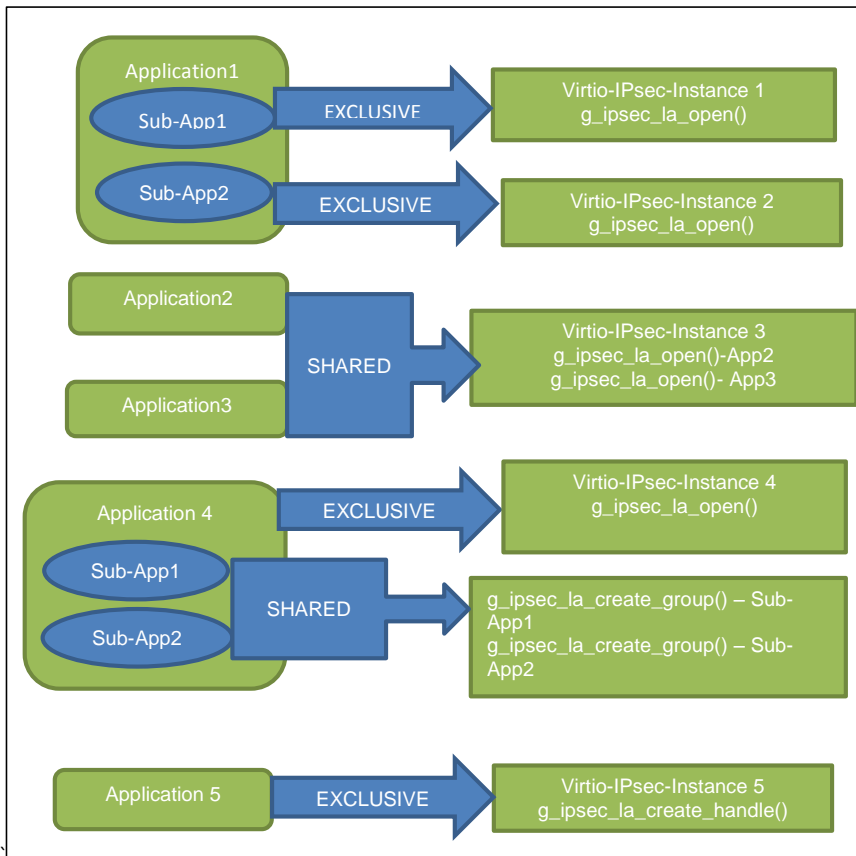 Application1
Sub-App1
EXCLUSIVE
Virtio-IPsec-Instance 1
g_ipsec_la_open()
Sub-App2
EXCLUSIVE
Virtio-IPsec-Instance 2
g_ipsec_la_open()
Application2
Application3
SHARED
Virtio-IPsec-Instance 3
g_ipsec_la_open()-App2
g_ipsec_la_open()- App3
Application 4
EXCLUSIVE
Virtio-IPsec-Instance 4
g_ipsec_la_open()
Sub-App1
Sub-App2
SHARED
g_ipsec_la_create_group() – Sub-
App1
g_ipsec_la_create_group() – Sub-
App2
Application 5
EXCLUSIVE
Virtio-IPsec-Instance 5
g_ipsec_la_create_handle()
`